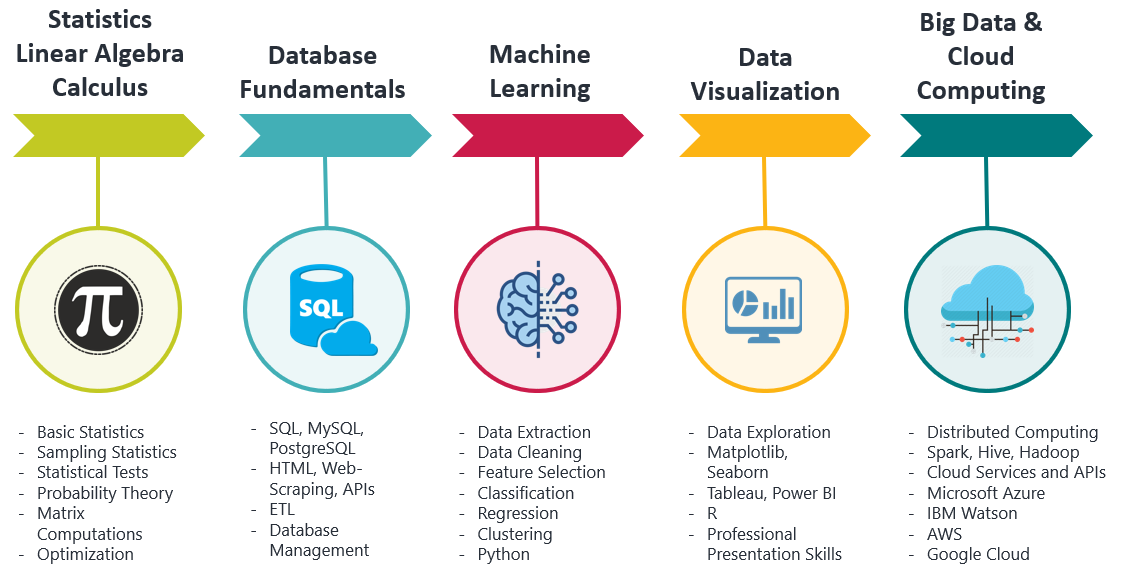 Statistics
Linear Algebra
Calculus
Database
Fundamentals
Machine
Learning
Data
Visualization
Big Data &
Cloud
Computing
π
SQL
- Basic Statistics
- Sampling Statistics
- Statistical Tests
- Probability Theory
- Matrix
Computations
- Optimization
- SQL, MySQL,
PostgreSQL
- HTML, Web-
Scraping, APIs
- ETL
- Database
Management
- Data Extraction
- Data Cleaning
- Feature Selection
- Classification
- Regression
- Clustering
- Python
- Data Exploration
- Matplotlib,
Seaborn
- Tableau, Power BI
- R
- Professional
Presentation Skills
- Distributed Computing
- Spark, Hive, Hadoop
- Cloud Services and APIs
- Microsoft Azure
- IBM Watson
- AWS
- Google Cloud